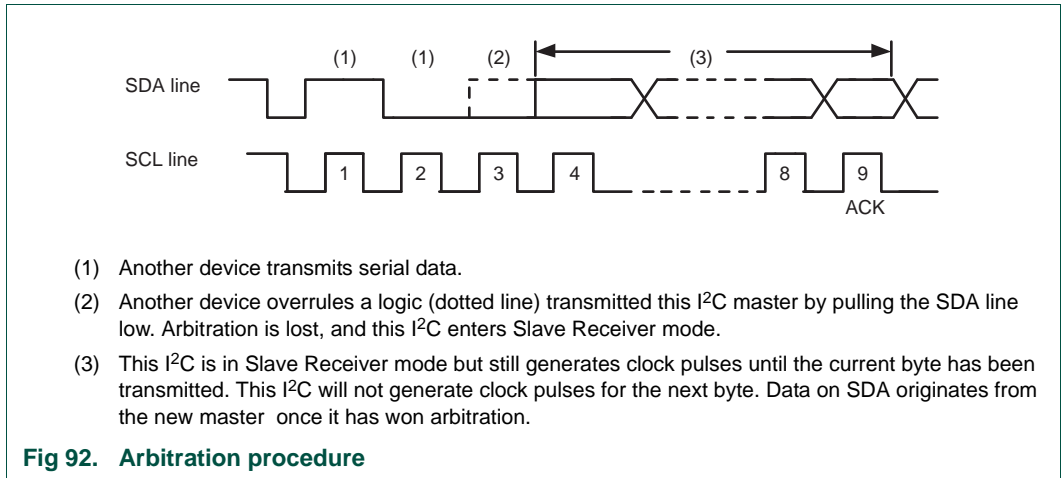 (1) (1) (2) (3)
SDA line
SCL line
1 2 3 4 8 9
ACK
(1) Another device transmits serial data.
(2) Another device overrules a logic (dotted line) transmitted this I2C master by pulling the SDA line
low. Arbitration is lost, and this I2C enters Slave Receiver mode.
(3) This I2C is in Slave Receiver mode but still generates clock pulses until the current byte has been
transmitted. This I2C will not generate clock pulses for the next byte. Data on SDA originates from
the new master once it has won arbitration.
Fig 92. Arbitration procedure